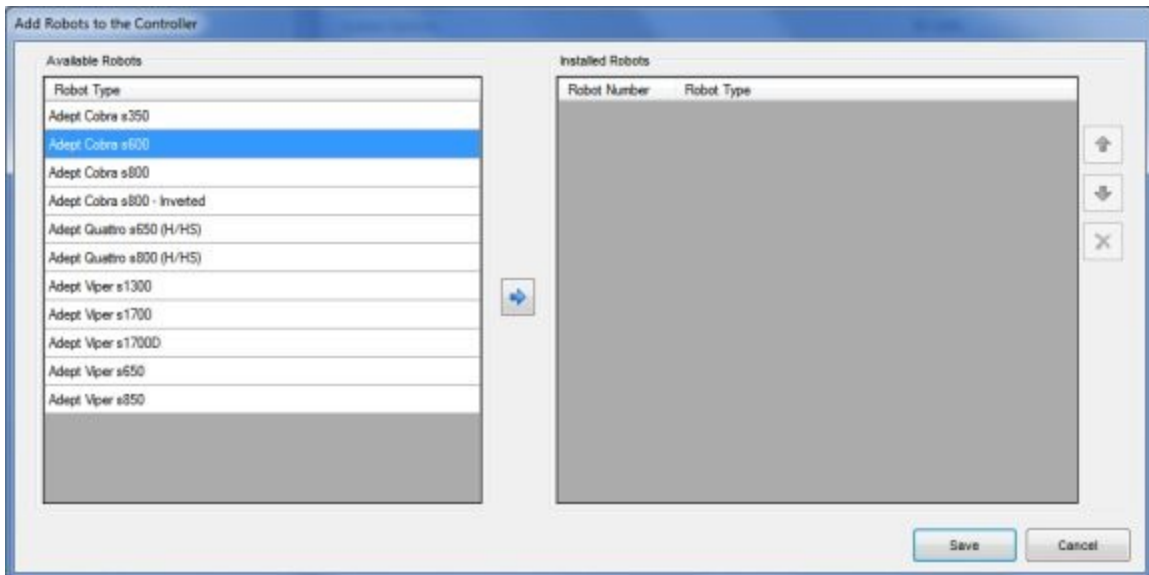 Add Robots to the Controller
Available Robots
Installed Robots
Robot Type
Robot Number Robot Type
Adept Cobra s350
Adept Cobra s600
Adept Cobra s800
Adept Cobra s800 - Inverted
Adept Quattro s650 (H/HS)
Adept Quattro s800 (H/HS)
Adept Viper s1300
Adept Viper s1700
Adept Viper s1700D
Adept Viper s650
Adept Viper s850
Save
Cancel